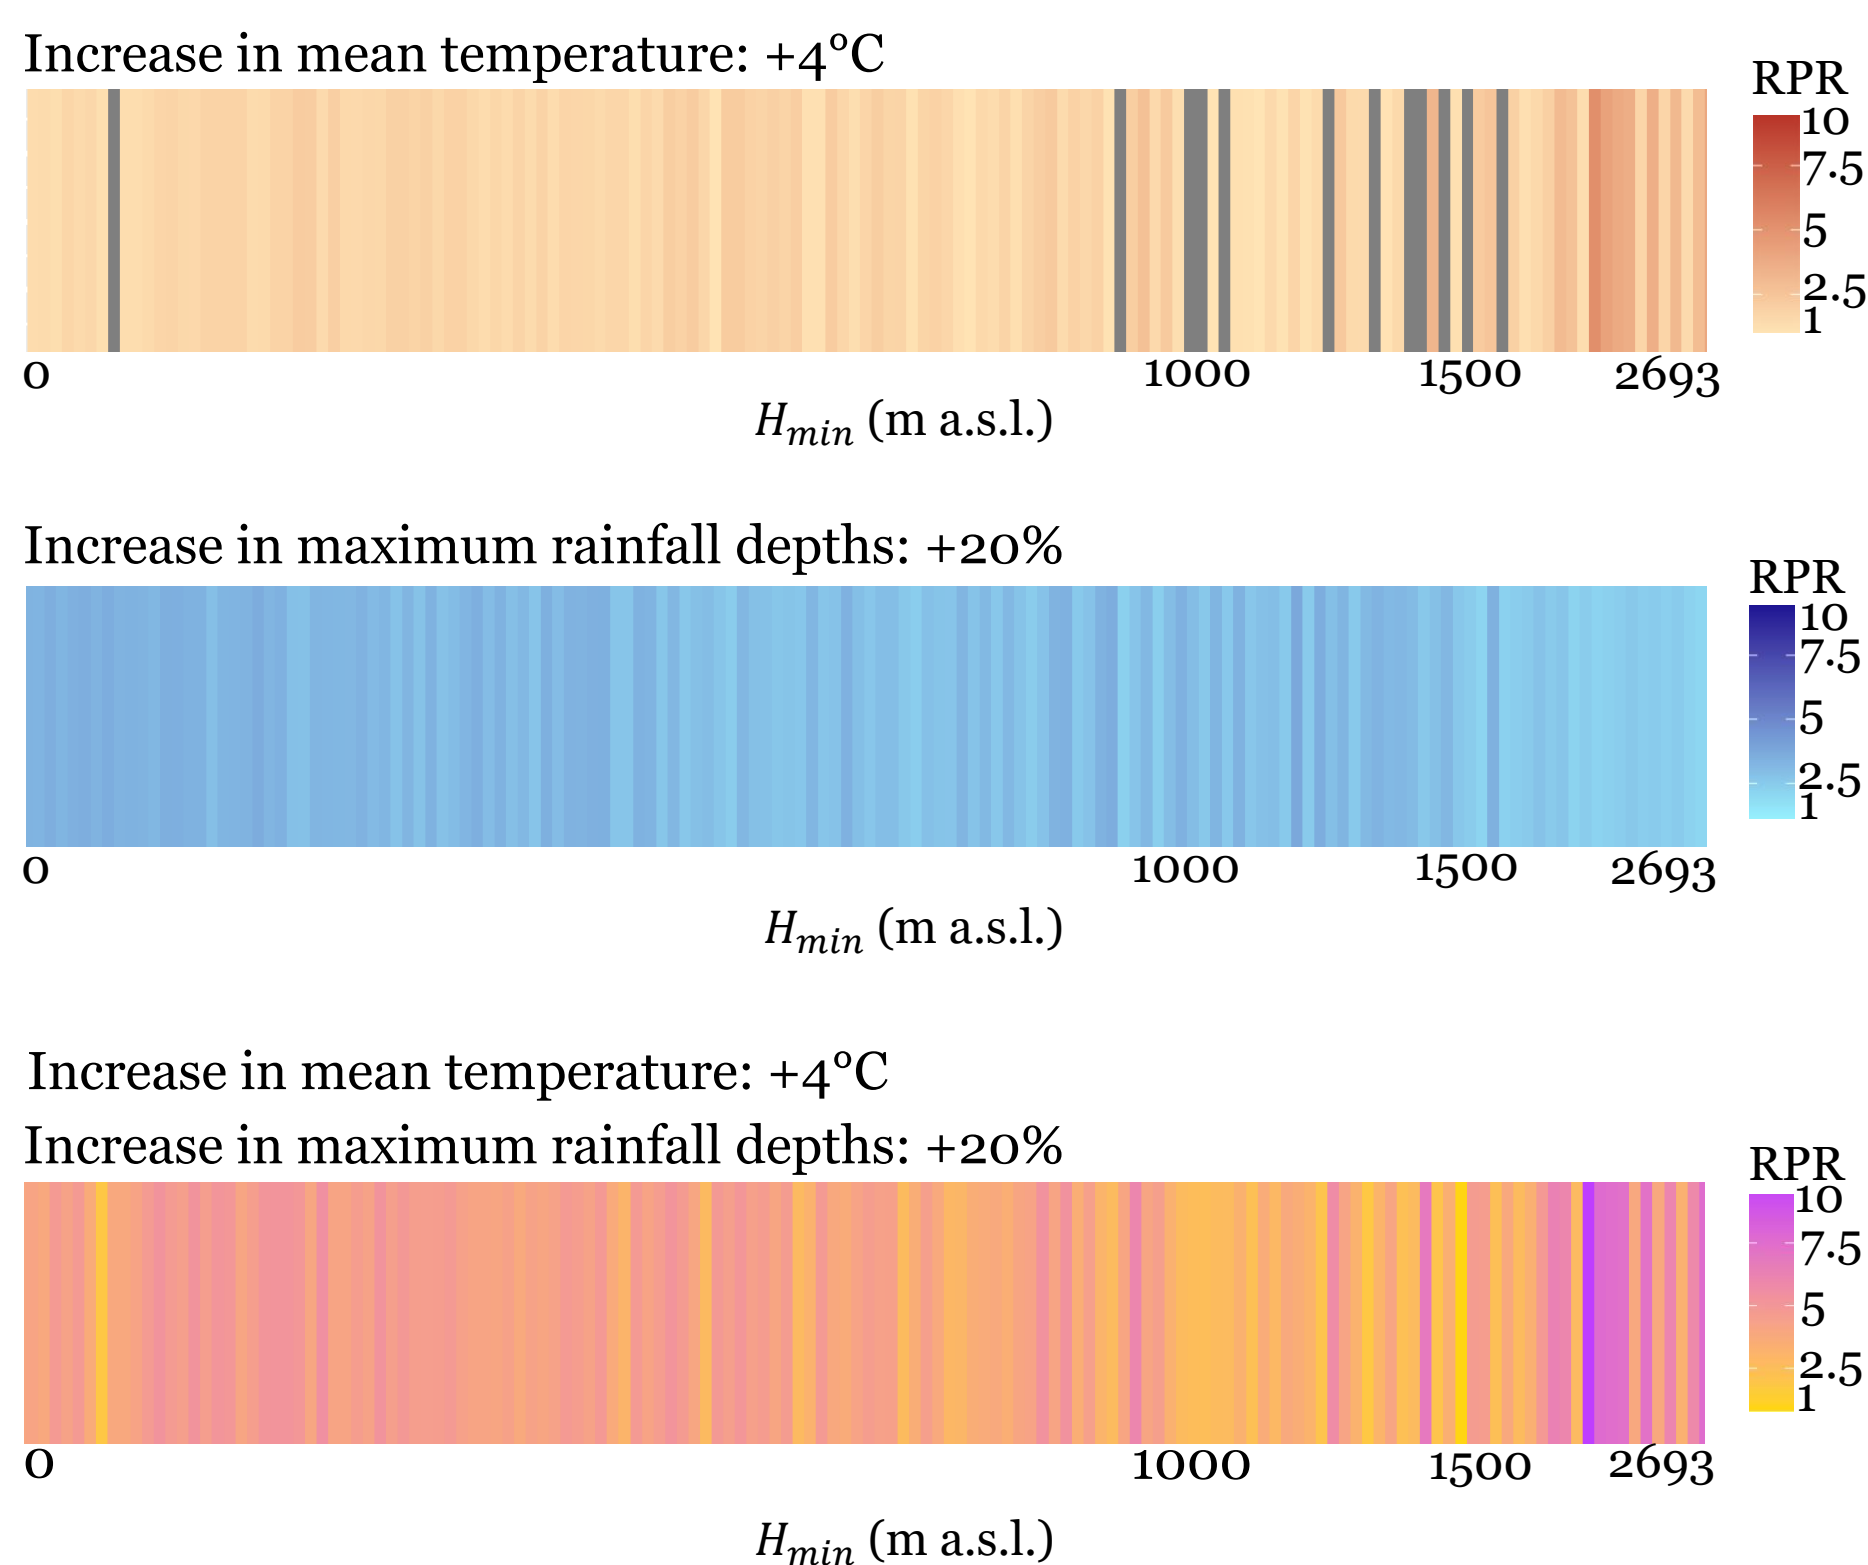 Increase in mean temperature: +4°C
RPR
10
7.5
5
2.5
1
0 1000 1500 2693
H_min (m a.s.l.)
Increase in maximum rainfall depths: +20%
RPR
10
7.5
5
2.5
1
0 1000 1500 2693
H_min (m a.s.l.)
Increase in mean temperature: +4°C
Increase in maximum rainfall depths: +20%
RPR
10
7.5
5
2.5
1
0 1000 1500 2693
H_min (m a.s.l.)